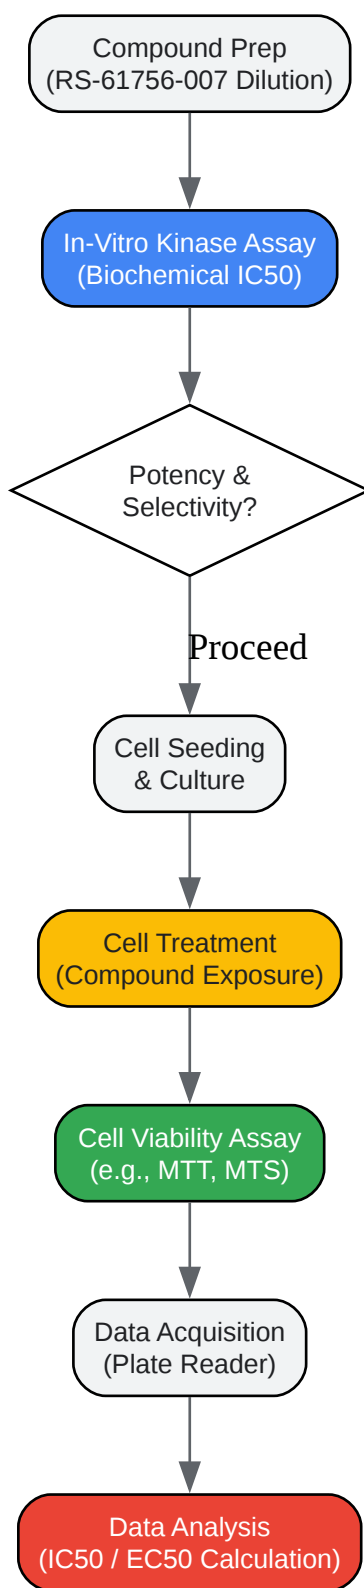 Compound Prep
(RS-61756-007 Dilution)
In-Vitro Kinase Assay
(Biochemical IC50)
Potency &
Selectivity?
Proceed
Cell Seeding
& Culture
Cell Treatment
(Compound Exposure)
Cell Viability Assay
(e.g., MTT, MTS)
Data Acquisition
(Plate Reader)
Data Analysis
(IC50 / EC50 Calculation)